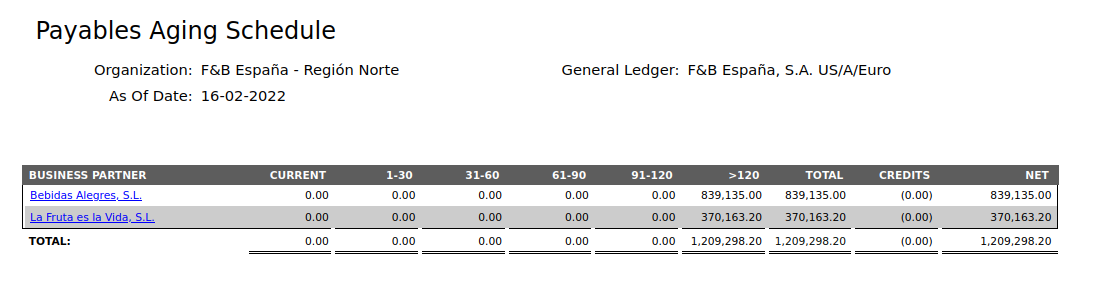 Payables Aging Schedule
Organization: F&B España - Región Norte General Ledger: F&B España, S.A. US/A/Euro
As Of Date: 16-02-2022
BUSINESS PARTNER CURRENT 1-30 31-60 61-90 91-120 >120 TOTAL CREDITS NET
Bebidas Alegres, S.L. 0.00 0.00 0.00 0.00 0.00 839,135.00 839,135.00 (0.00) 839,135.00
La Fruta es la Vida, S.L. 0.00 0.00 0.00 0.00 0.00 370,163.20 370,163.20 (0.00) 370,163.20
TOTAL: 0.00 0.00 0.00 0.00 0.00 1,209,298.20 1,209,298.20 (0.00) 1,209,298.20